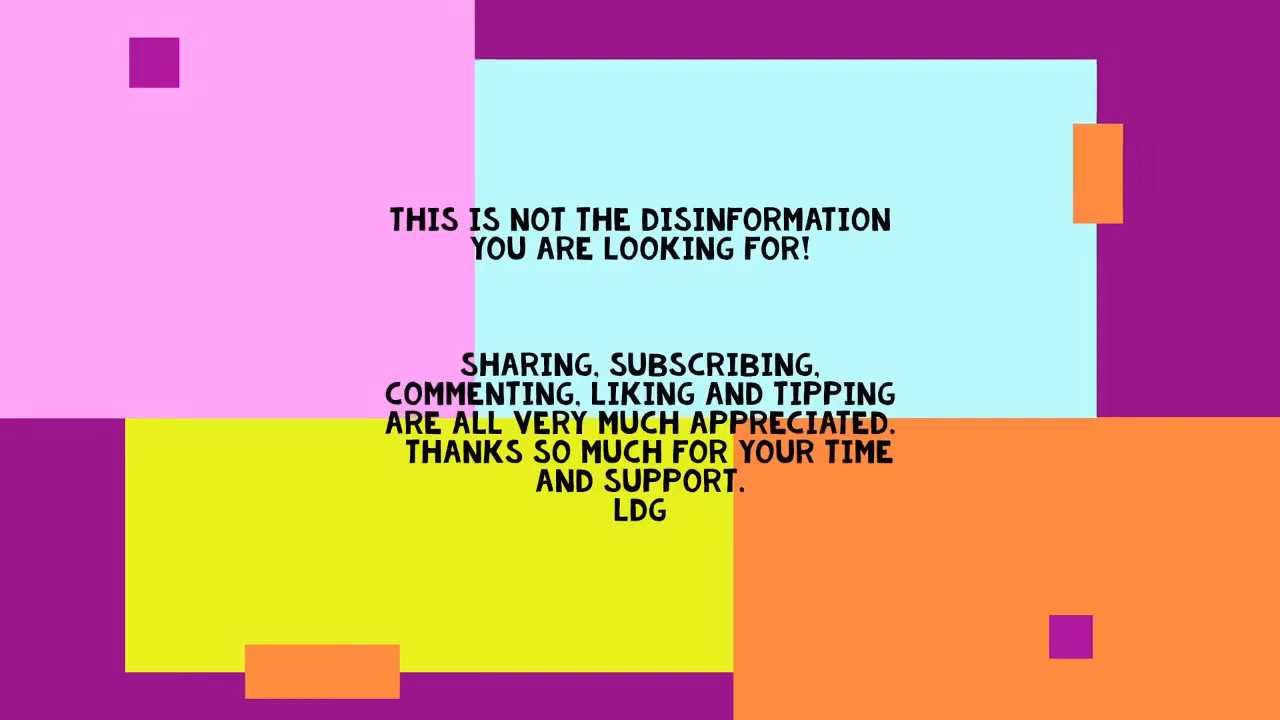 THIS IS NOT THE DISINFORMATION
YOU ARE LOOKING FOR!
SHARING, SUBSCRIBING,
COMMENTING, LIKING AND TIPPING
ARE ALL VERY MUCH APPRECIATED.
THANKS SO MUCH FOR YOUR TIME
AND SUPPORT.
LDG